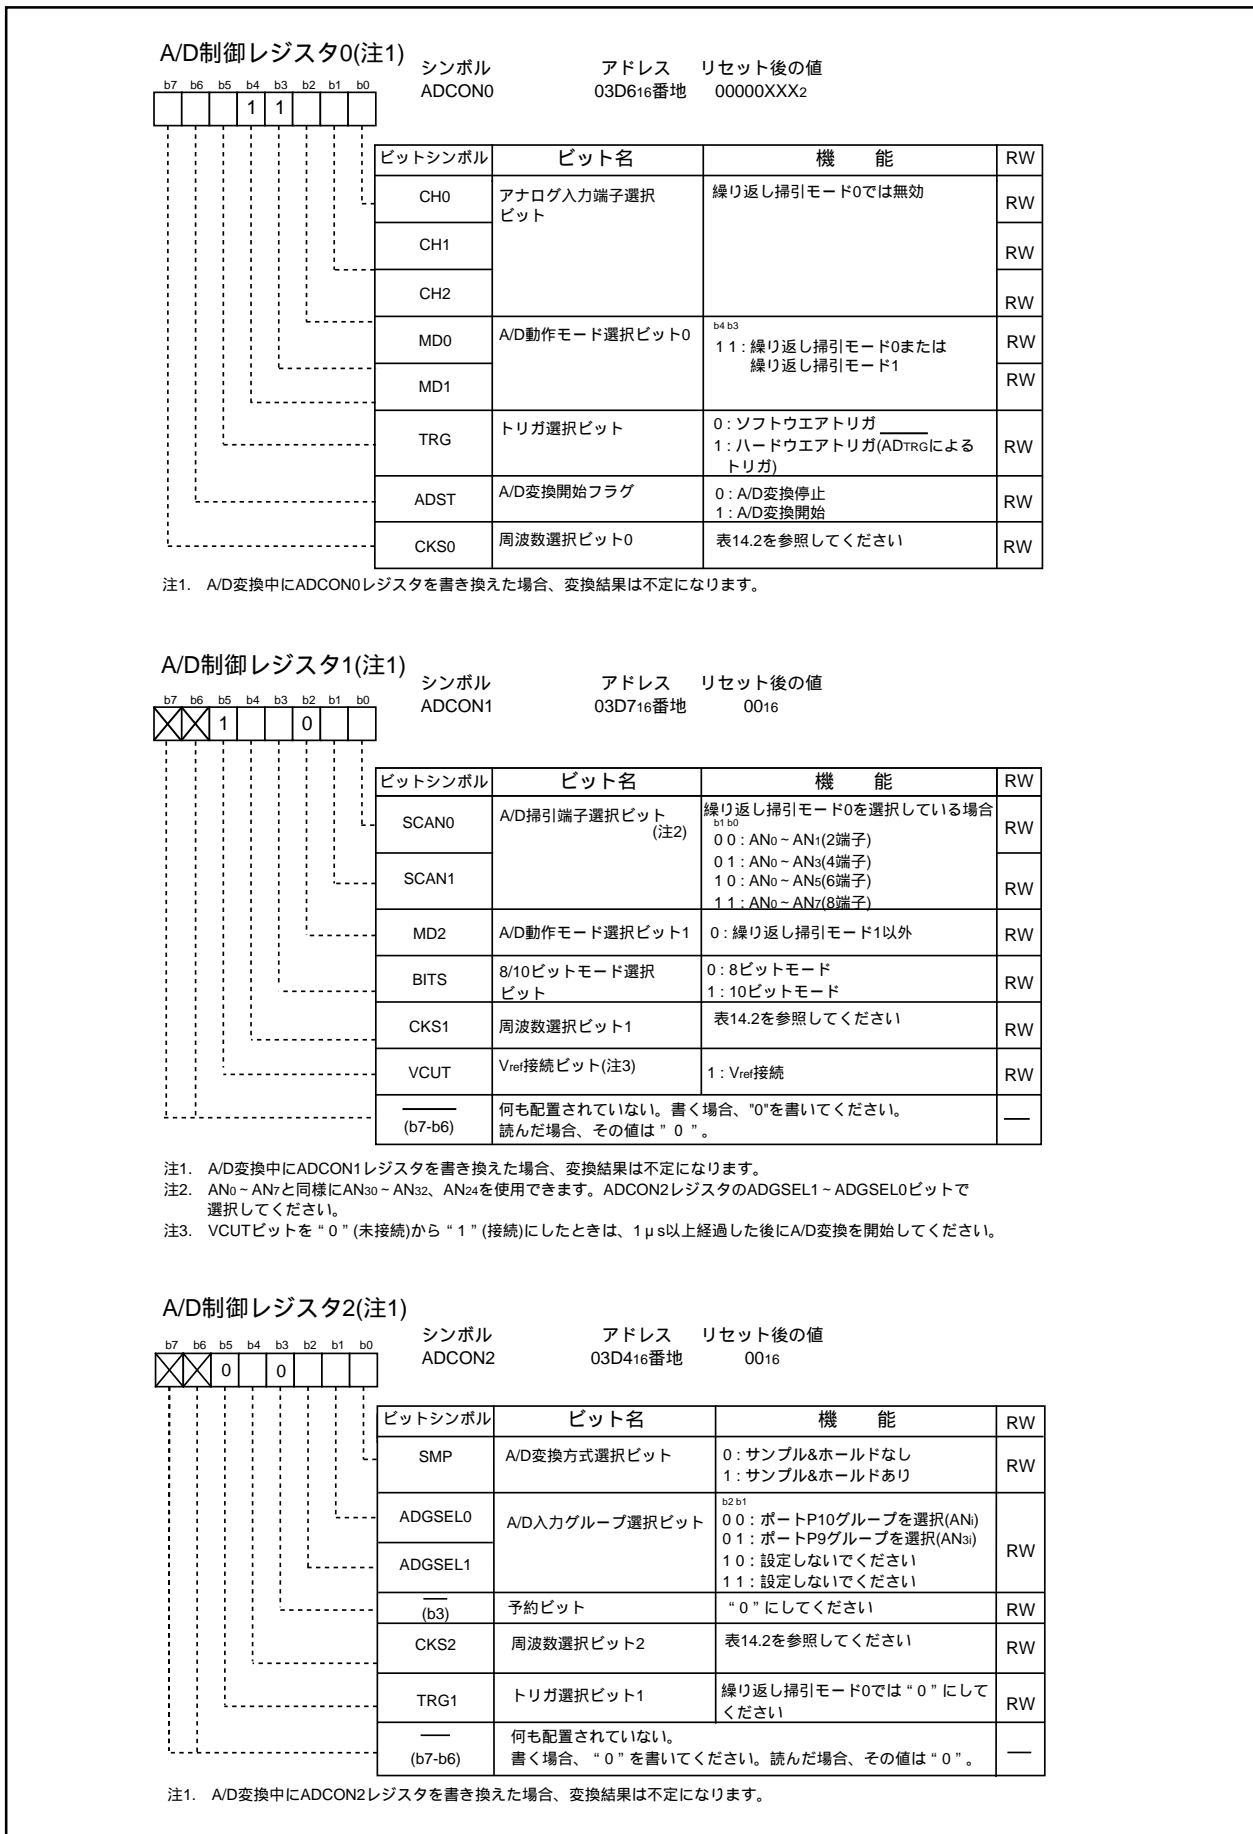 A/D制御レジスタ0(注1)
シンボル アドレス リセット後の値
ADCON0 03D616番地 00000XXX2
b7 b6 b5 b4 b3 b2 b1 b0
1 1
ビットシンボル ビット名 機 能 RW
CH0 アナログ入力端子選択 繰り返し掃引モード0では無効 RW
ビット
CH1 RW
CH2 RW
MD0 A/D動作モード選択ビット0 b4 b3 RW
1 1 : 繰り返し掃引モード0または
繰り返し掃引モード1
MD1 RW
TRG トリガ選択ビット 0 : ソフトウエアトリガ RW
1 : ハードウエアトリガ(ADTRGによる
トリガ)
ADST A/D変換開始フラグ 0 : A/D変換停止 RW
1 : A/D変換開始
CKS0 周波数選択ビット0 表14.2を参照してください RW
注1. A/D変換中にADCON0レジスタを書き換えた場合、変換結果は不定になります。
A/D制御レジスタ1(注1)
シンボル アドレス リセット後の値
ADCON1 03D716番地 0016
b7 b6 b5 b4 b3 b2 b1 b0
1 0
ビットシンボル ビット名 機 能 RW
SCAN0 A/D掃引端子選択ビット 繰り返し掃引モード0を選択している場合 RW
(注2) b1 b0
0 0 : AN0 ~ AN1(2端子)
0 1 : AN0 ~ AN3(4端子)
SCAN1 1 0 : AN0 ~ AN5(6端子) RW
1 1 : AN0 ~ AN7(8端子)
MD2 A/D動作モード選択ビット1 0 : 繰り返し掃引モード1以外 RW
BITS 8/10ビットモード選択 0 : 8ビットモード RW
ビット 1 : 10ビットモード
CKS1 周波数選択ビット1 表14.2を参照してください RW
VCUT Vref接続ビット(注3) 1 : Vref接続 RW
(b7-b6) 何も配置されていない。書く場合、"0"を書いてください。 —
読んだ場合、その値は ” 0 ” 。
注1. A/D変換中にADCON1レジスタを書き換えた場合、変換結果は不定になります。
注2. AN0 ~ AN7と同様にAN30 ~ AN32、AN24を使用できます。ADCON2レジスタのADGSEL1 ~ ADGSEL0ビットで
選択してください。
注3. VCUTビットを “ 0 ” (未接続)から “ 1 ” (接続)にしたときは、1 μ s以上経過した後にA/D変換を開始してください。
A/D制御レジスタ2(注1)
シンボル アドレス リセット後の値
ADCON2 03D416番地 0016
b7 b6 b5 b4 b3 b2 b1 b0
0 0
ビットシンボル ビット名 機 能 RW
SMP A/D変換方式選択ビット 0 : サンプル&ホールドなし RW
1 : サンプル&ホールドあり
ADGSEL0 A/D入力グループ選択ビット b2 b1 RW
0 0 : ポートP10グループを選択(ANi)
0 1 : ポートP9グループを選択(AN3i)
ADGSEL1 1 0 : 設定しないでください
1 1 : 設定しないでください
(b3) 予約ビット “ 0 ” にしてください RW
CKS2 周波数選択ビット2 表14.2を参照してください RW
TRG1 トリガ選択ビット1 繰り返し掃引モード0では “ 0 ” にして RW
ください
(b7-b6) 何も配置されていない。 —
書く場合、 “ 0 ” を書いてください。読んだ場合、その値は “ 0 ” 。
注1. A/D変換中にADCON2レジスタを書き換えた場合、変換結果は不定になります。